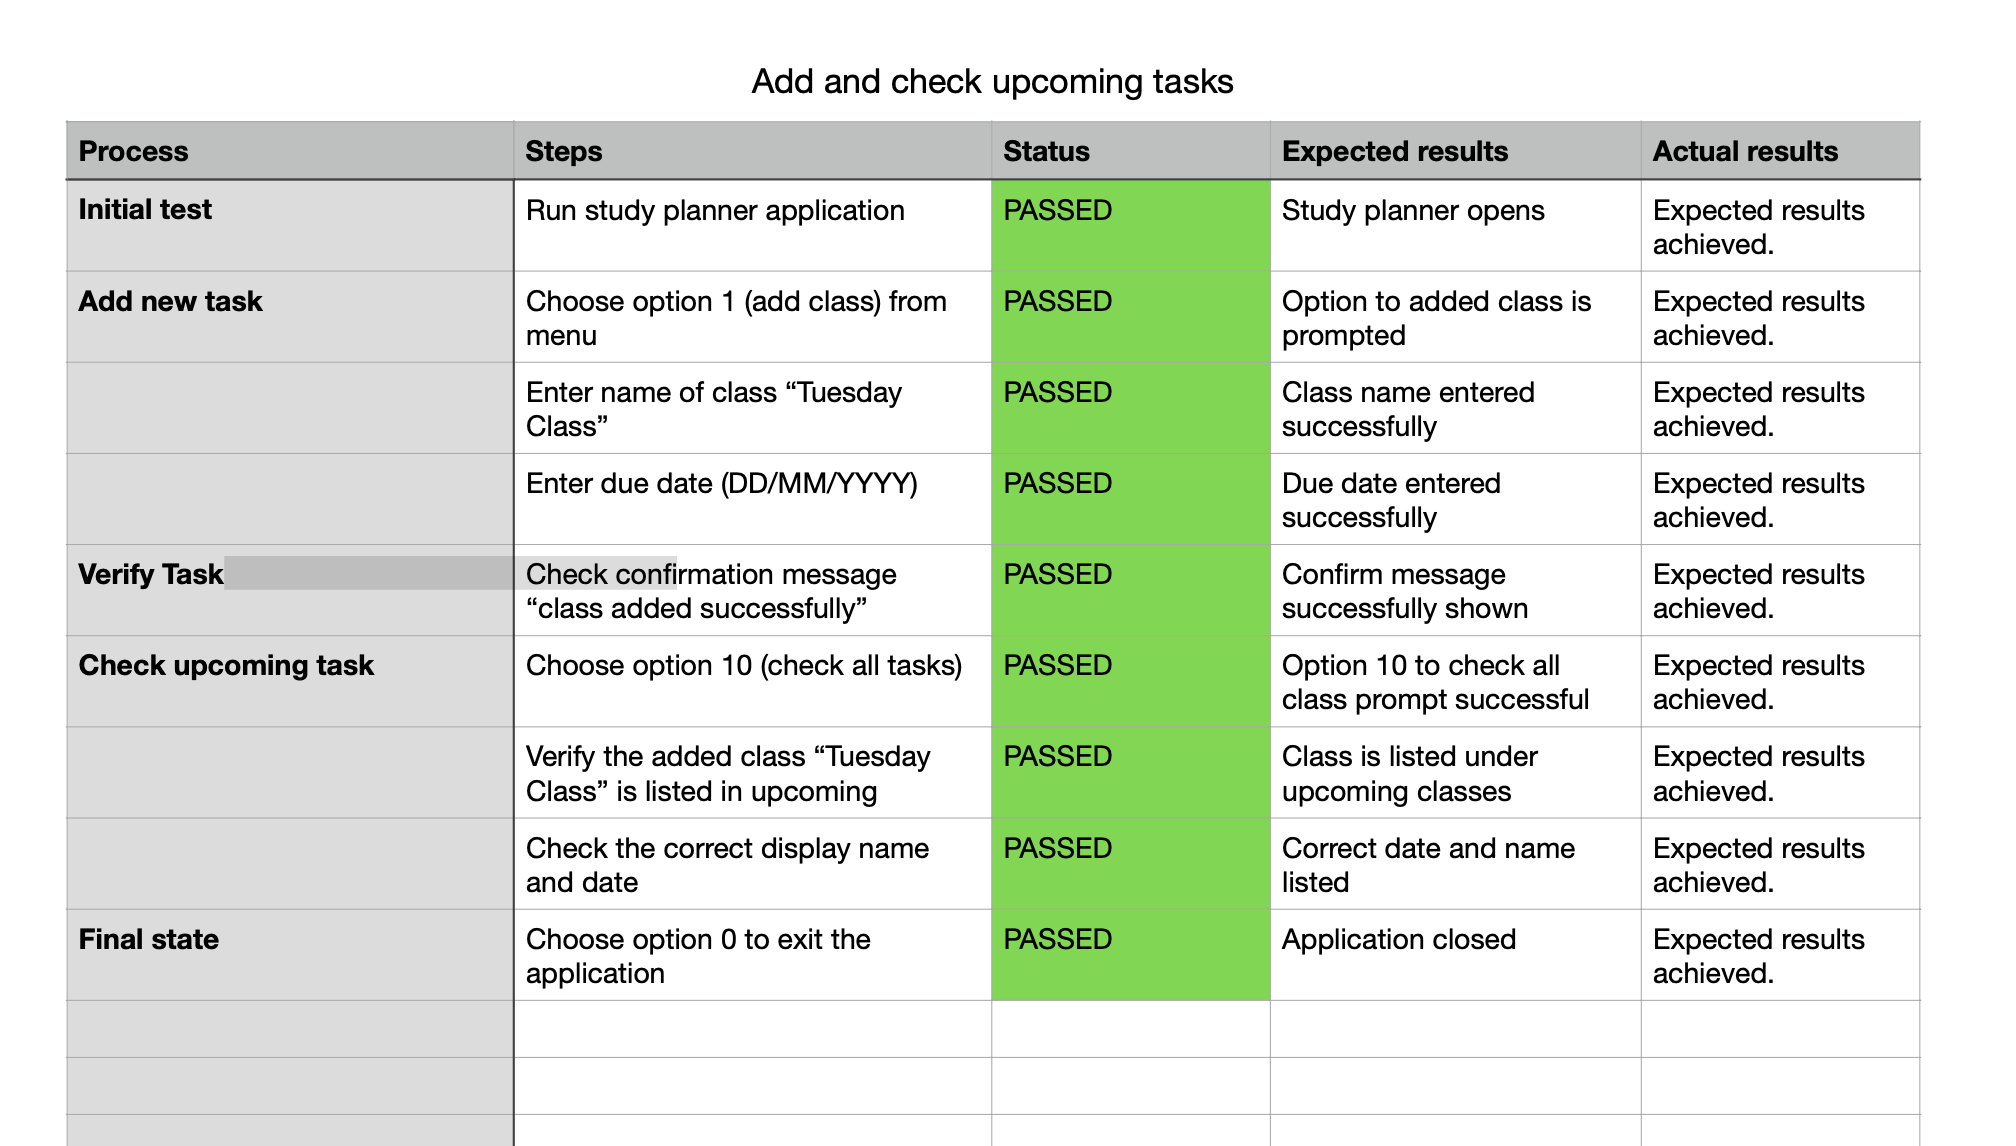 Add and check upcoming tasks
Process Steps Status Expected results Actual results
Initial test Run study planner application PASSED Study planner opens Expected results
achieved.
Add new task Choose option 1 (add class) from PASSED Option to added class is Expected results
menu prompted achieved.
Enter name of class “Tuesday PASSED Class name entered Expected results
Class” successfully achieved.
Enter due date (DD/MM/YYYY) PASSED Due date entered Expected results
successfully achieved.
Verify Task Check confirmation message PASSED Confirm message Expected results
“class added successfully” successfully shown achieved.
Check upcoming task Choose option 10 (check all tasks) PASSED Option 10 to check all Expected results
class prompt successful achieved.
Verify the added class “Tuesday PASSED Class is listed under Expected results
Class” is listed in upcoming upcoming classes achieved.
Check the correct display name PASSED Correct date and name Expected results
and date listed achieved.
Final state Choose option 0 to exit the PASSED Application closed Expected results
application achieved.